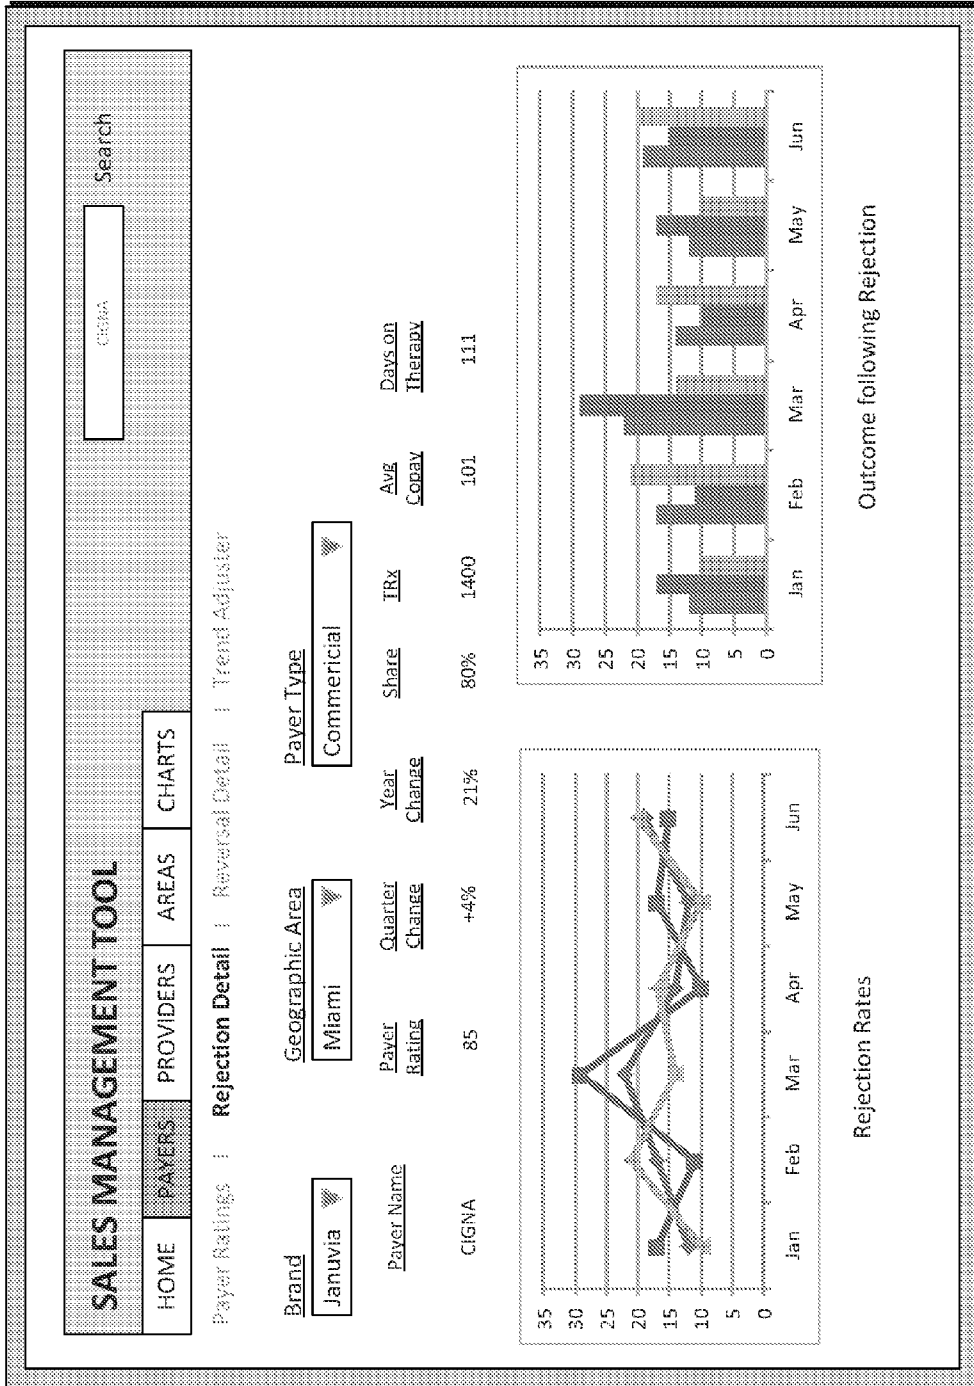 SALES MANAGEMENT TOOL
CIGNA Search
HOME PAYERS PROVIDERS AREAS CHARTS
Payer Ratings | Rejection Detail | Reversal Detail | Trend Adjuster
Brand Geographic Area Payer Type
Januvia Miami Commericial
Payer Name Payer Rating Quarter Change Year Change Share TRx Avg Copay Days on Therapy
CIGNA 85 +4% 21% 80% 1400 101 111
35
30
25
20
15
10
5
0
Jan Feb Mar Apr May Jun
Rejection Rates
35
30
25
20
15
10
5
0
Jan Feb Mar Apr May Jun
Outcome following Rejection